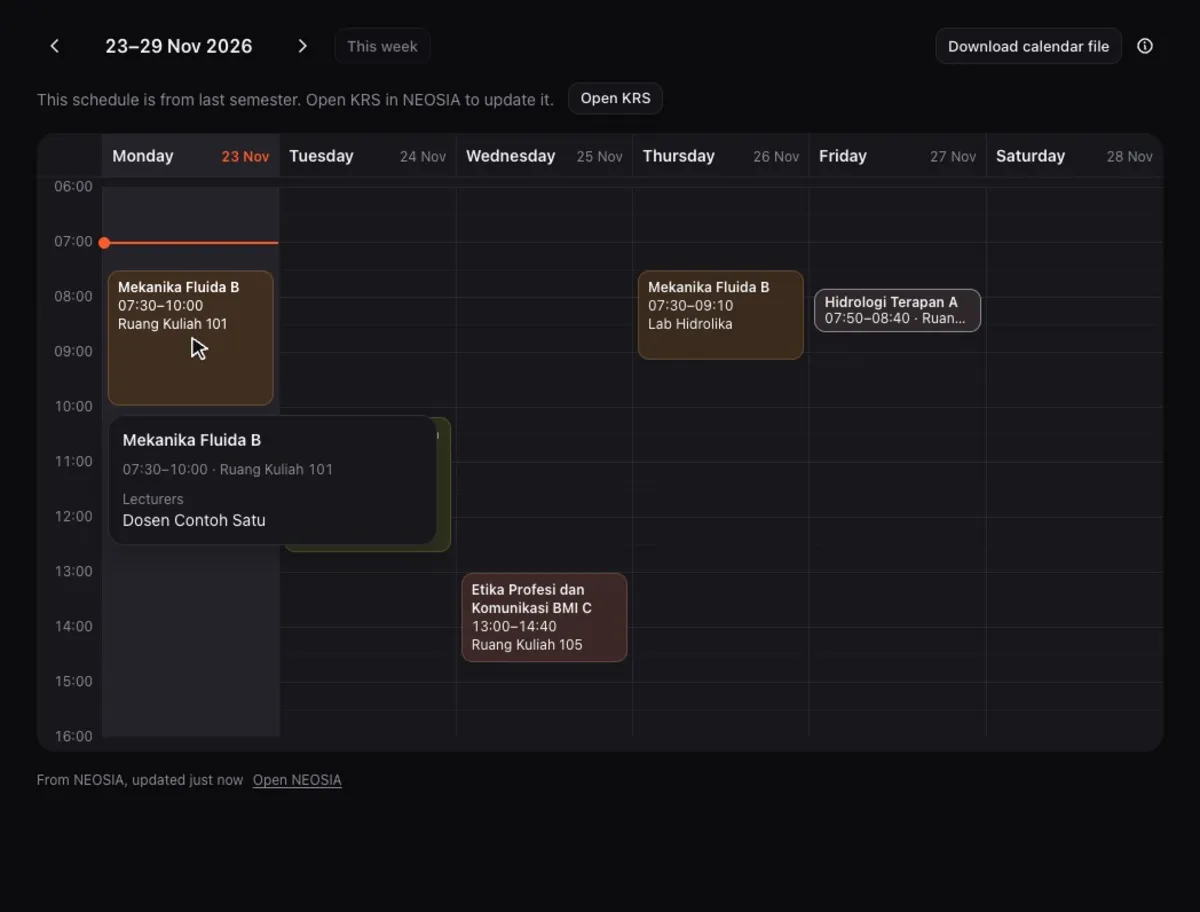 23–29 Nov 2026
This week
Download calendar file
This schedule is from last semester. Open KRS in NEOSIA to update it.
Open KRS
Monday 23 Nov
Tuesday 24 Nov
Wednesday 25 Nov
Thursday 26 Nov
Friday 27 Nov
Saturday 28 Nov
06:00
07:00
08:00
09:00
10:00
11:00
12:00
13:00
14:00
15:00
16:00
Mekanika Fluida B
07:30–10:00
Ruang Kuliah 101
Mekanika Fluida B
07:30–10:00 · Ruang Kuliah 101
Lecturers
Dosen Contoh Satu
Etika Profesi dan
Komunikasi BMI C
13:00–14:40
Ruang Kuliah 105
Mekanika Fluida B
07:30–09:10
Lab Hidrolika
Hidrologi Terapan A
07:50–08:40 · Ruan...
From NEOSIA, updated just now
Open NEOSIA